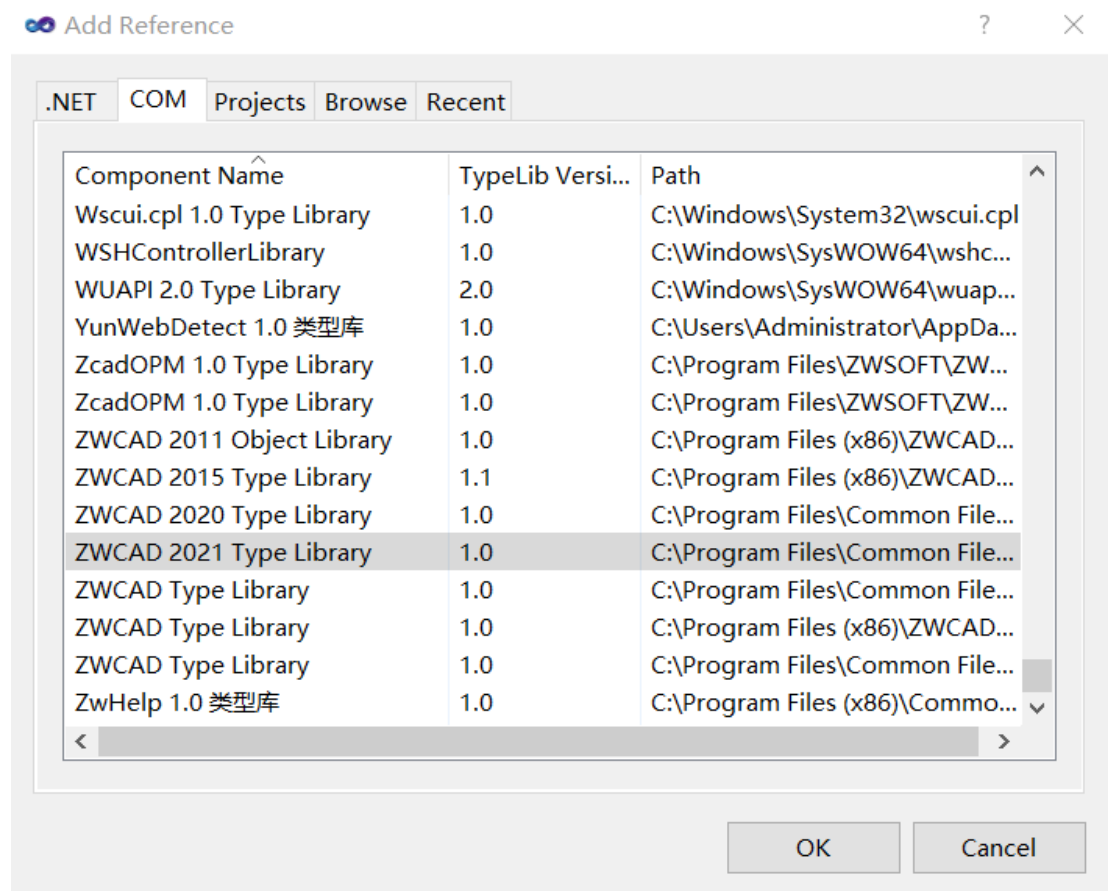 Add Reference ?
.NET COM Projects Browse Recent
Component Name TypeLib Versi... Path
Wscui.cpl 1.0 Type Library 1.0 C:\Windows\System32\wscui.cpl
WSHControllerLibrary 1.0 C:\Windows\SysWOW64\wshc...
WUAPI 2.0 Type Library 2.0 C:\Windows\SysWOW64\wuap...
YunWebDetect 1.0 类型库 1.0 C:\Users\Administrator\AppDa...
ZcadOPM 1.0 Type Library 1.0 C:\Program Files\ZWSOFT\ZW...
ZcadOPM 1.0 Type Library 1.0 C:\Program Files\ZWSOFT\ZW...
ZWCAD 2011 Object Library 1.0 C:\Program Files (x86)\ZWCAD...
ZWCAD 2015 Type Library 1.1 C:\Program Files (x86)\ZWCAD...
ZWCAD 2020 Type Library 1.0 C:\Program Files\Common File...
ZWCAD 2021 Type Library 1.0 C:\Program Files\Common File...
ZWCAD Type Library 1.0 C:\Program Files\Common File...
ZWCAD Type Library 1.0 C:\Program Files (x86)\ZWCAD...
ZWCAD Type Library 1.0 C:\Program Files\Common File...
ZwHelp 1.0 类型库 1.0 C:\Program Files (x86)\Commo...
OK Cancel